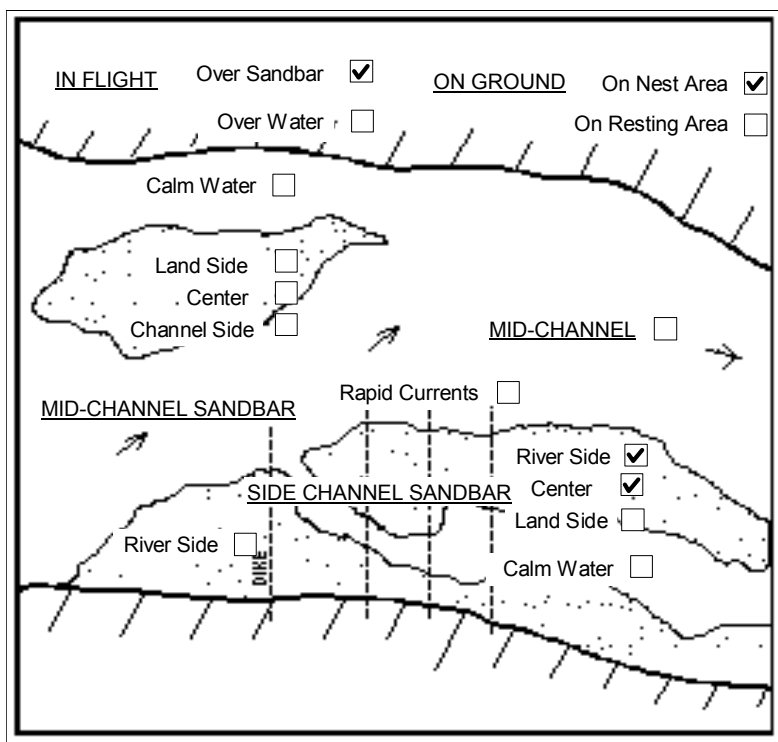 IN FLIGHT Over Sandbar ON GROUND On Nest Area
Over Water On Resting Area
Calm Water
Land Side
Center
Channel Side
MID-CHANNEL
Rapid Currents
MID-CHANNEL SANDBAR
River Side
SIDE CHANNEL SANDBAR Center
Land Side
River Side
DIKE
Calm Water